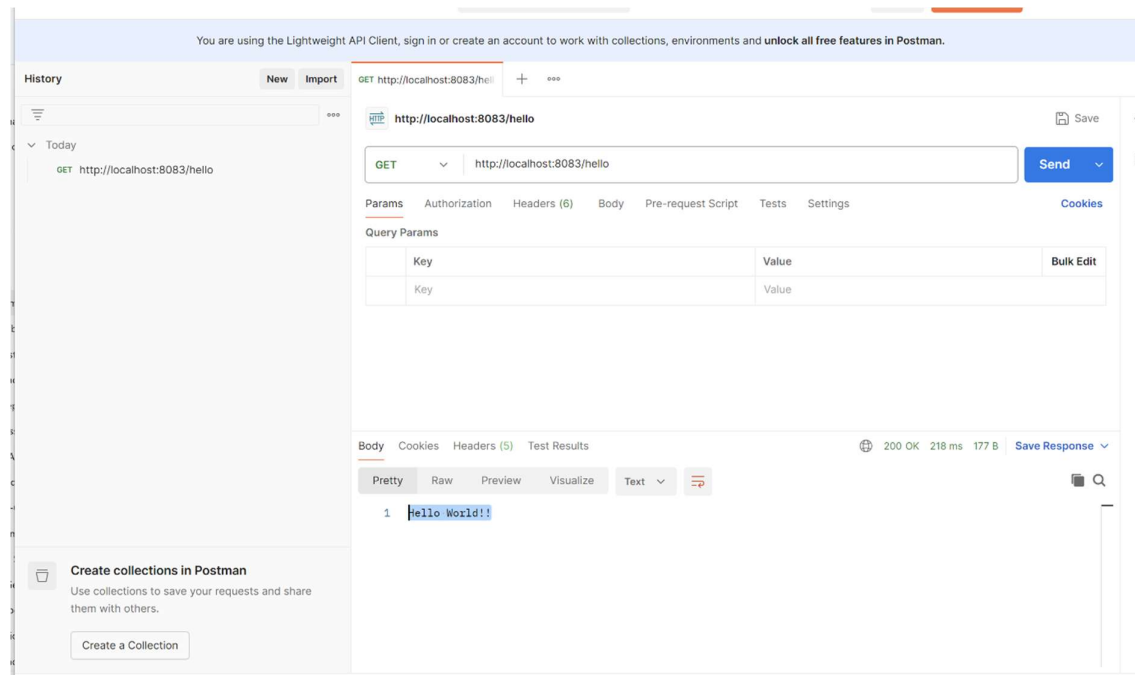 You are using the Lightweight API Client, sign in or create an account to work with collections, environments and unlock all free features in Postman.
History
New
Import
GET http://localhost:8083/hell
Today
GET http://localhost:8083/hello
HTTP http://localhost:8083/hello
Save
GET
http://localhost:8083/hello
Send
Params Authorization Headers (6) Body Pre-request Script Tests Settings Cookies
Query Params
Key Value Bulk Edit
Key Value
Body Cookies Headers (5) Test Results 200 OK 218 ms 177 B Save Response
Pretty Raw Preview Visualize Text
1 Hello World!!
Create collections in Postman
Use collections to save your requests and share
them with others.
Create a Collection